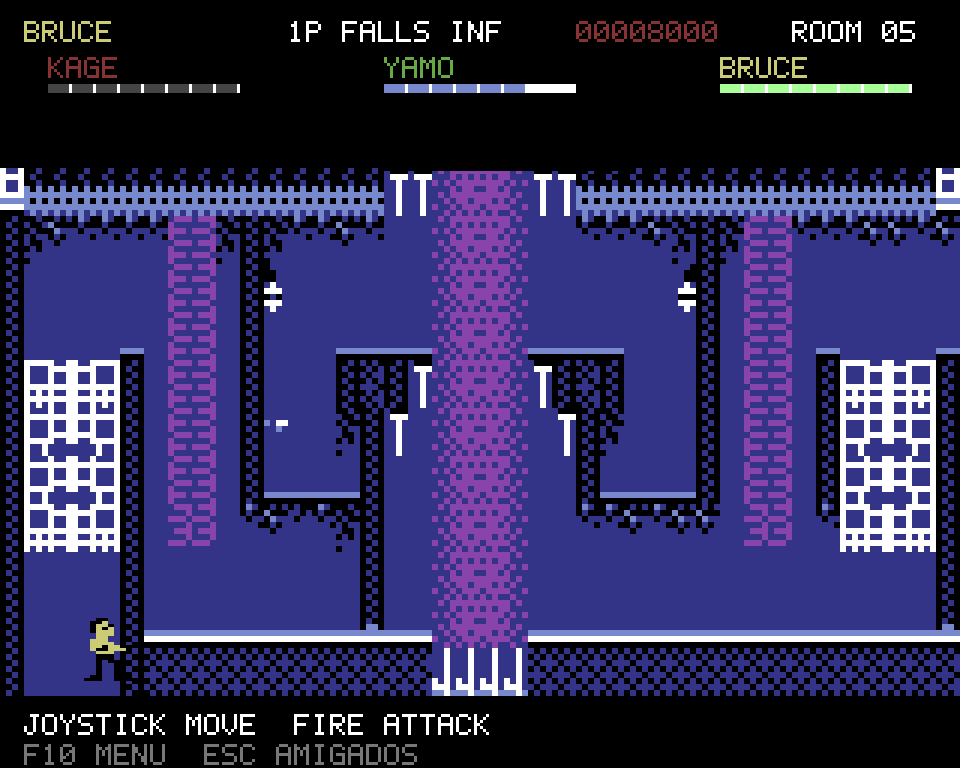 BRUCE 1P FALLS INF 00008000 ROOM 05
KAGE YAMO BRUCE
JOYSTICK MOVE FIRE ATTACK
F10 MENU ESC AMIGADOS